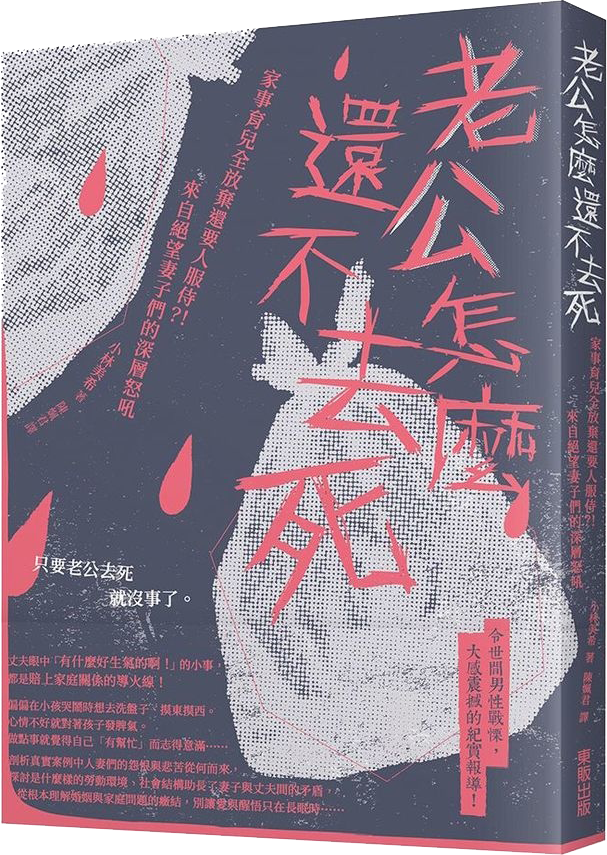 老公怎麼
還不去死
家事育兒全放棄還要人服侍?!
來自絕望妻子們的深層怒吼
小林美希 著
陳佩君 譯
只要老公去死
就沒事了。
令世間男性戰慄，
大感震撼的紀實報導！
丈夫眼中「有什麼好生氣的啊！」的小事，
都是賠上家庭關係的導火線！
偏偏在小孩哭鬧時想去洗盤子、摸東摸西。
心情不好就對著孩子發脾氣。
做點事就覺得自己「有幫忙」而志得意滿……
剖析真實案例中人妻們的怨恨與悲苦從何而來，
探討是什麼樣的勞動環境、社會結構助長了妻子與丈夫間的矛盾，
從根本理解婚姻與家庭問題的癥結，別讓愛與醒悟只在長眠時……
老公怎麼還不去死
家事育兒全放棄還要人服侍?!
來自絕望妻子們的深層怒吼
小林美希 著
陳佩君 譯
東販出版